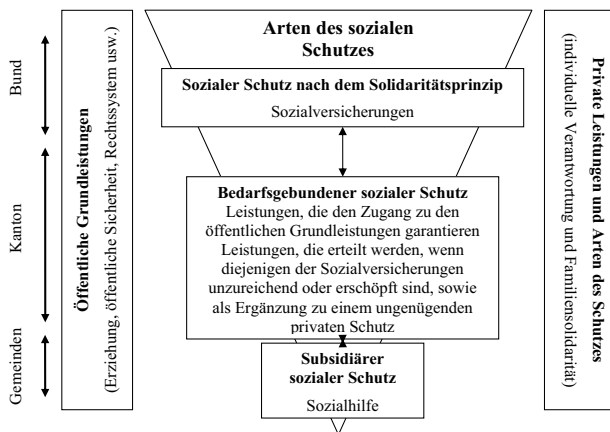 Bund
Kanton
Gemeinden
Öffentliche Grundleistungen
(Erziehung, öffentliche Sicherheit, Rechtssystem usw.)
Arten des sozialen
Schutzes
Sozialer Schutz nach dem Solidaritätsprinzip
Sozialversicherungen
Bedarfsgebundener sozialer Schutz
Leistungen, die den Zugang zu den
öffentlichen Grundleistungen garantieren
Leistungen, die erteilt werden, wenn
diejenigen der Sozialversicherungen
unzureichend oder erschöpft sind, sowie
als Ergänzung zu einem ungenügenden
privaten Schutz
Subsidiärer
sozialer Schutz
Sozialhilfe
Private Leistungen und Arten des Schutzes
(individuelle Verantwortung und Familiensolidarität)